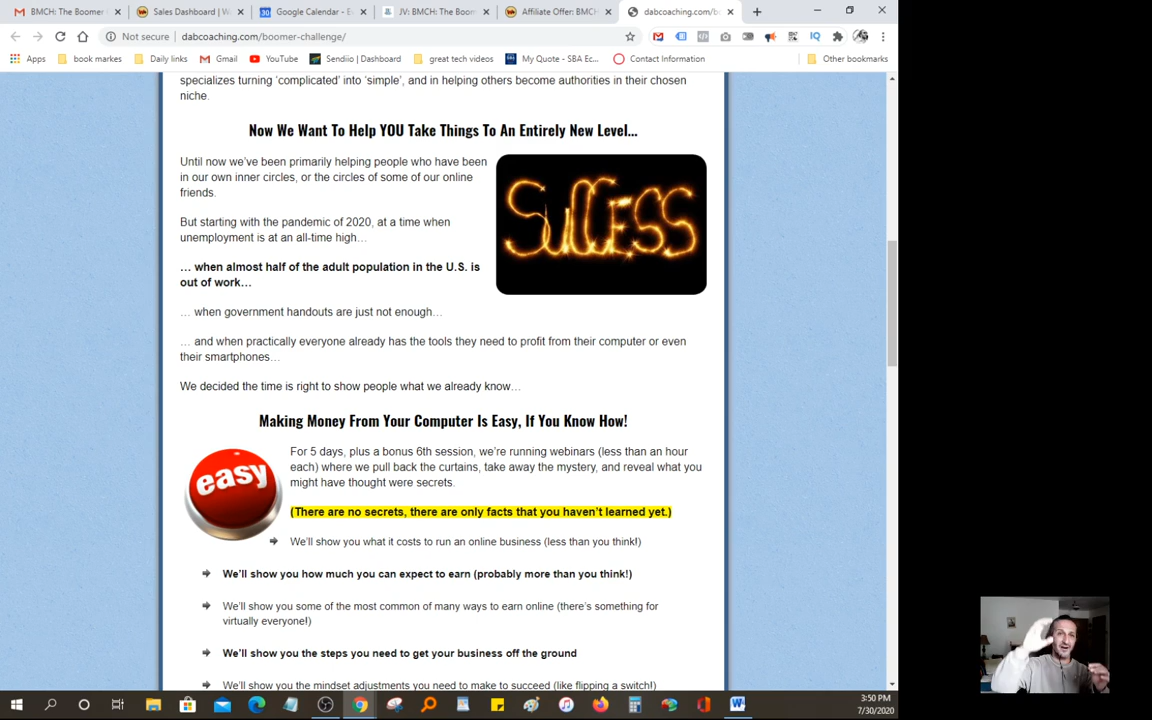 BMCH: The Boomer
Sales Dashboard | W
Google Calendar - E
JV: BMCH: The Boom
Affiliate Offer: BMCH:
dabcoaching.com/bo
Not secure
dabcoaching.com/boomer-challenge/
Apps
book markes
Daily links
Gmail
YouTube
Sendiio | Dashboard
great tech videos
My Quote - SBA Ec...
Contact Information
Other bookmarks
specializes turning 'complicated' into 'simple', and in helping others become authorities in their chosen
niche.
Now We Want To Help YOU Take Things To An Entirely New Level…
Until now we've been primarily helping people who have been
in our own inner circles, or the circles of some of our online
friends.
SUCCESS
But starting with the pandemic of 2020, at a time when
unemployment is at an all-time high…
… when almost half of the adult population in the U.S. is
out of work…
… when government handouts are just not enough…
… and when practically everyone already has the tools they need to profit from their computer or even
their smartphones…
We decided the time is right to show people what we already know…
Making Money From Your Computer Is Easy, If You Know How!
easy
For 5 days, plus a bonus 6th session, we're running webinars (less than an hour
each) where we pull back the curtains, take away the mystery, and reveal what you
might have thought were secrets.
(There are no secrets, there are only facts that you haven't learned yet.)
We'll show you what it costs to run an online business (less than you think!)
We'll show you how much you can expect to earn (probably more than you think!)
We'll show you some of the most common of many ways to earn online (there's something for
virtually everyone!)
We'll show you the steps you need to get your business off the ground
We'll show you the mindset adjustments you need to make to succeed (like flipping a switch!)
3:50 PM
7/30/2020